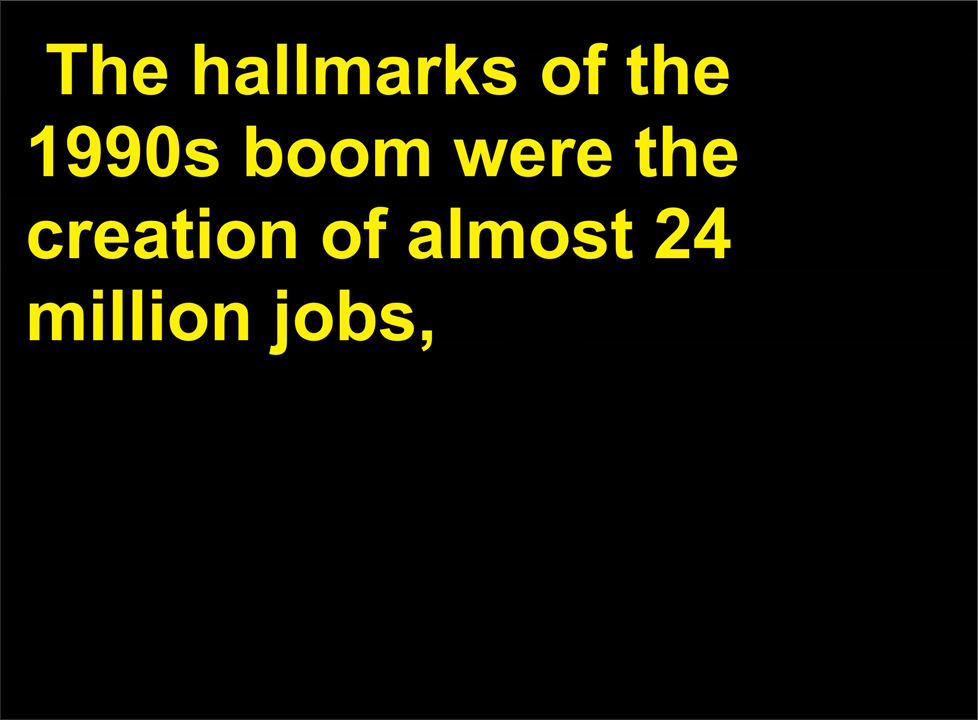 The hallmarks of the
1990s boom were the
creation of almost 24
million jobs,